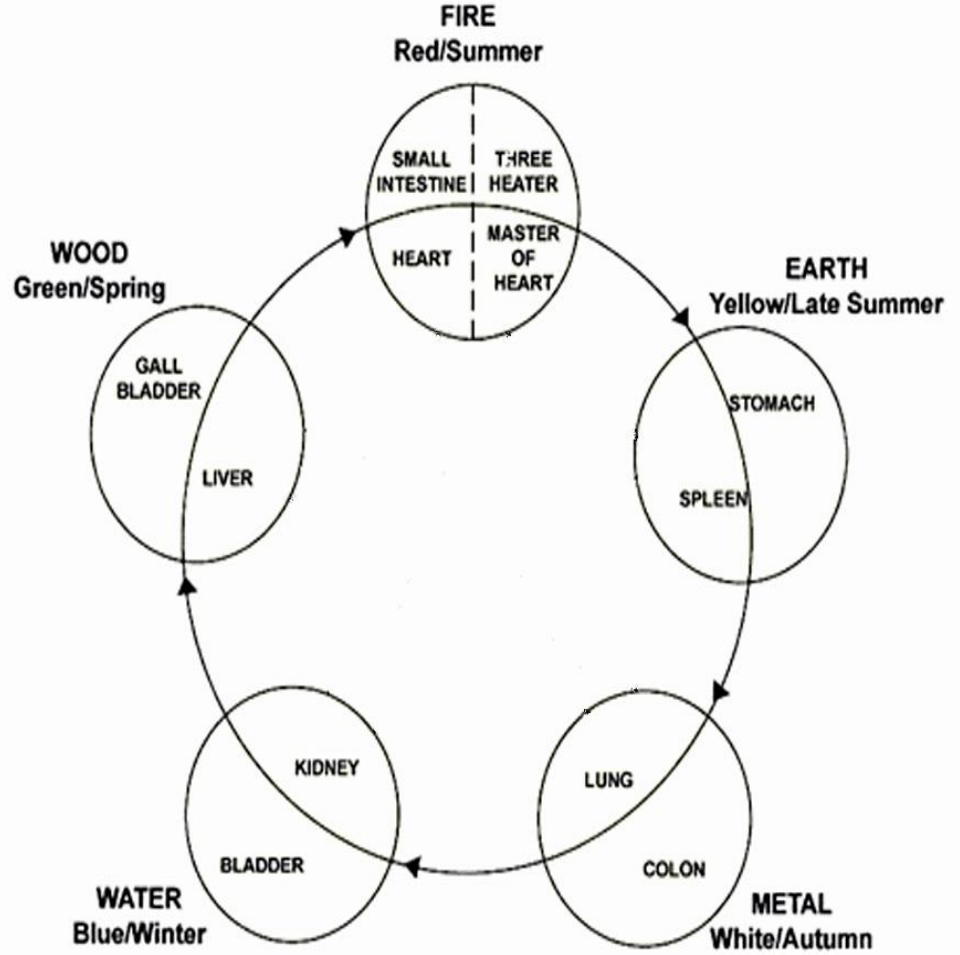 FIRE
Red/Summer
SMALL
INTESTINE
THREE
HEATER
HEART
MASTER
OF
HEART
WOOD
Green/Spring
GALL
BLADDER
LIVER
EARTH
Yellow/Late Summer
STOMACH
SPLEEN
KIDNEY
BLADDER
WATER
Blue/Winter
LUNG
COLON
METAL
White/Autumn